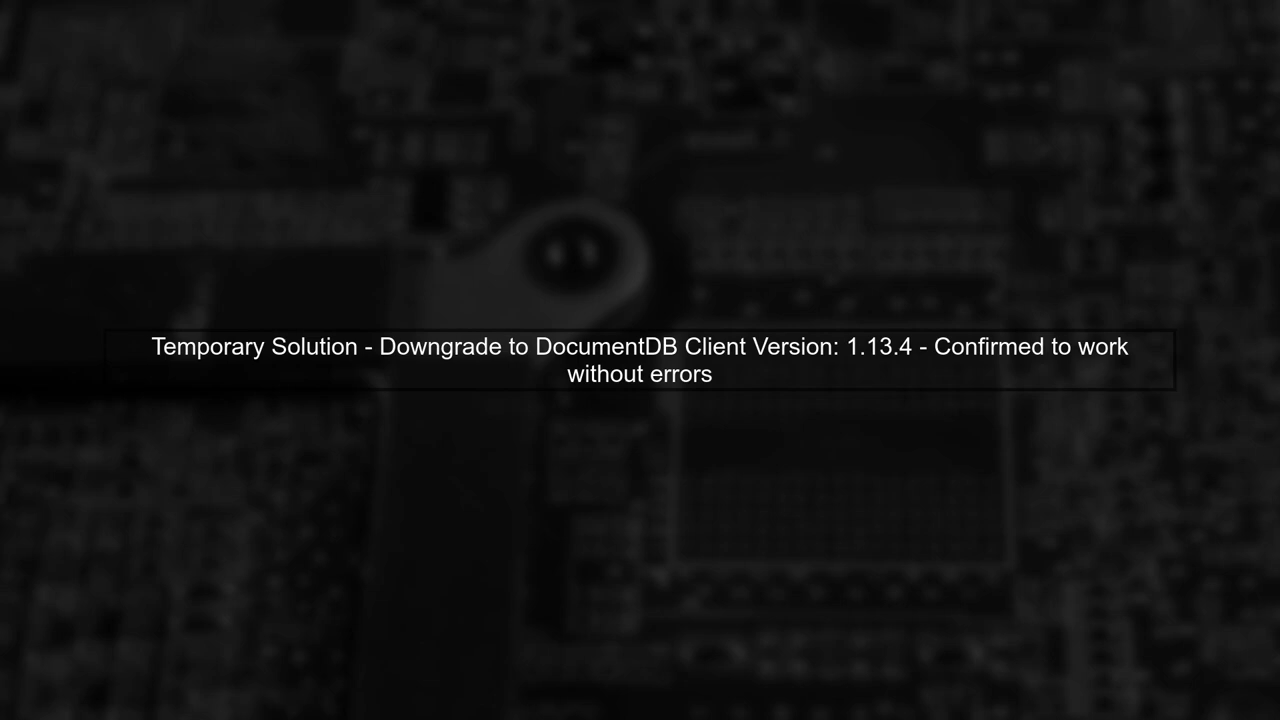 Temporary Solution - Downgrade to DocumentDB Client Version: 1.13.4 - Confirmed to work
without errors